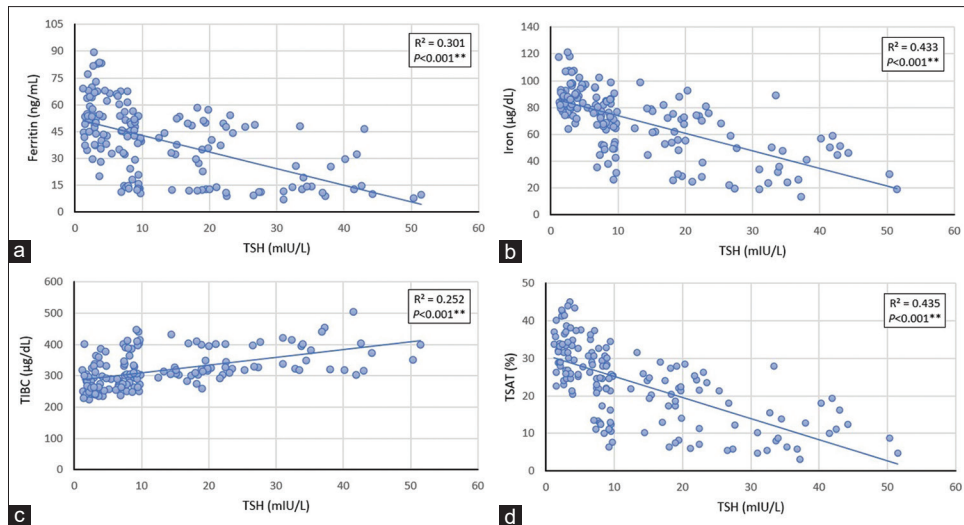 105
90
75
60
45
30
15
0
Ferritin (ng/mL)
R² = 0.301
P<0.001**
0 10 20 30 40 50 60
TSH (mIU/L)
a
140
120
100
80
60
40
20
0
Iron (µg/dL)
R² = 0.433
P<0.001**
0 10 20 30 40 50 60
TSH (mIU/L)
b
600
500
400
300
200
100
0
TIBC (µg/dL)
R² = 0.252
P<0.001**
0 10 20 30 40 50 60
TSH (mIU/L)
c
50
40
30
20
10
0
TSAT (%)
R² = 0.435
P<0.001**
0 10 20 30 40 50 60
TSH (mIU/L)
d